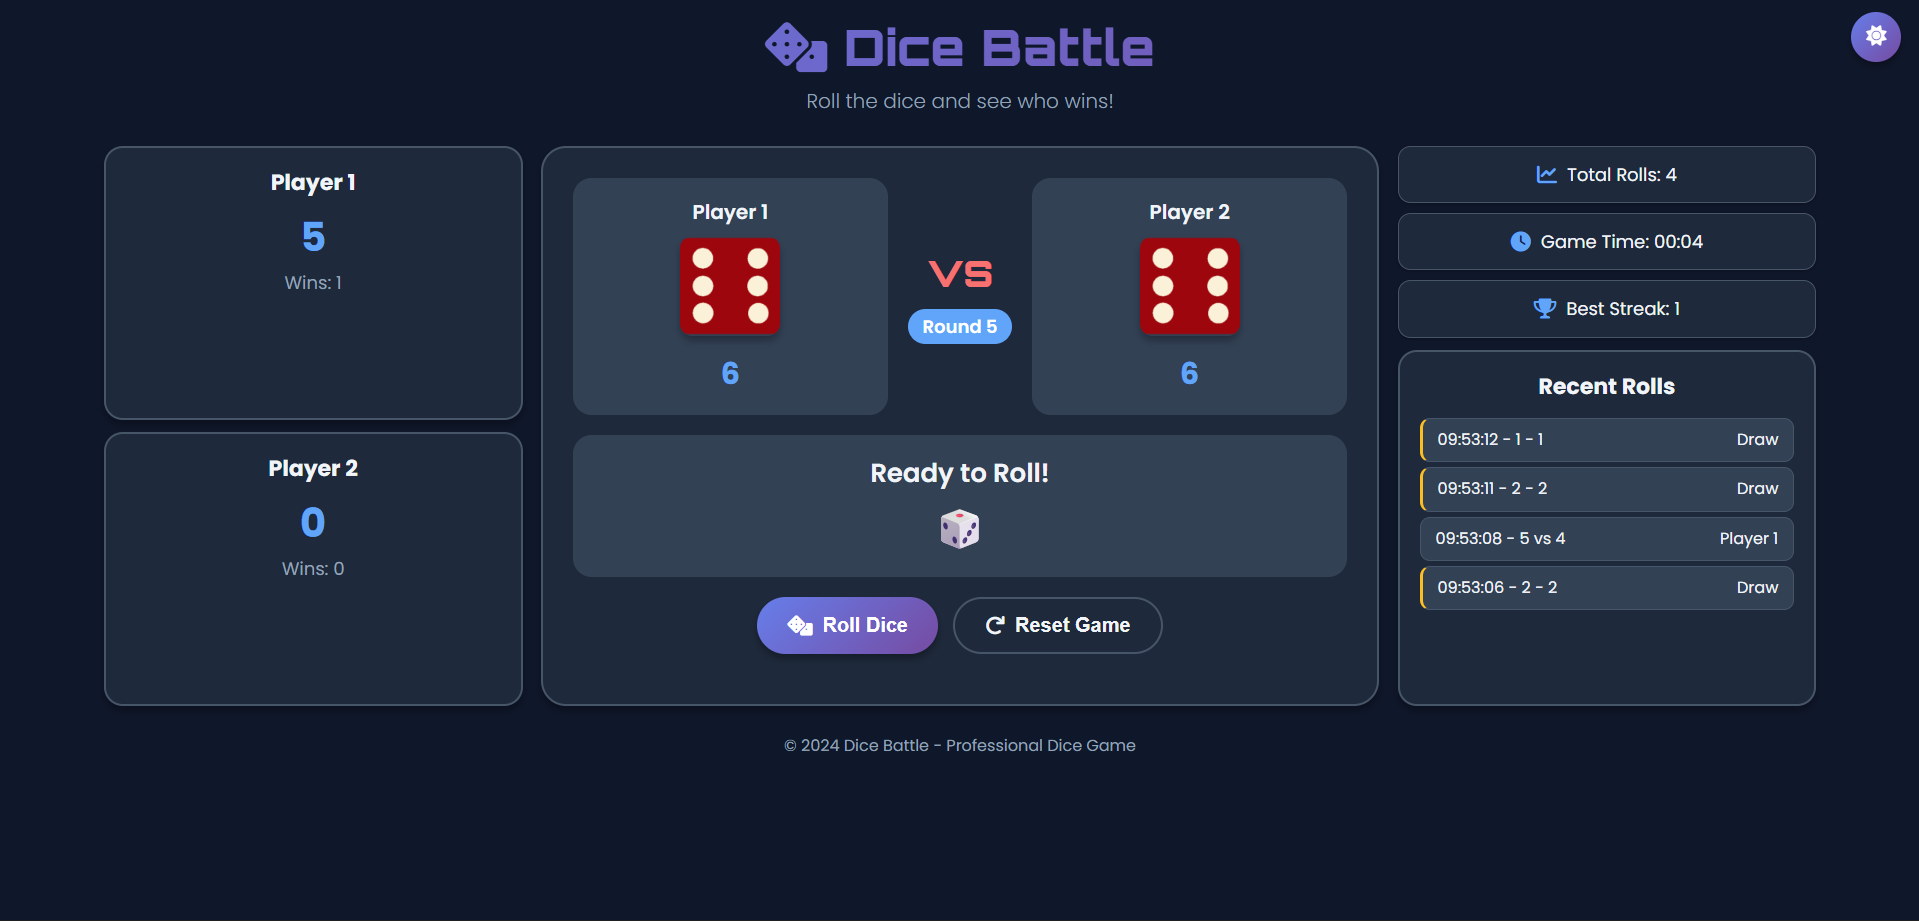 Dice Battle
Roll the dice and see who wins!
Player 1
5
Wins: 1
Player 2
0
Wins: 0
Player 1
6
VS
Round 5
Player 2
6
Ready to Roll!
Roll Dice
Reset Game
Total Rolls: 4
Game Time: 00:04
Best Streak: 1
Recent Rolls
09:53:12 - 1 - 1 Draw
09:53:11 - 2 - 2 Draw
09:53:08 - 5 vs 4 Player 1
09:53:06 - 2 - 2 Draw
© 2024 Dice Battle - Professional Dice Game